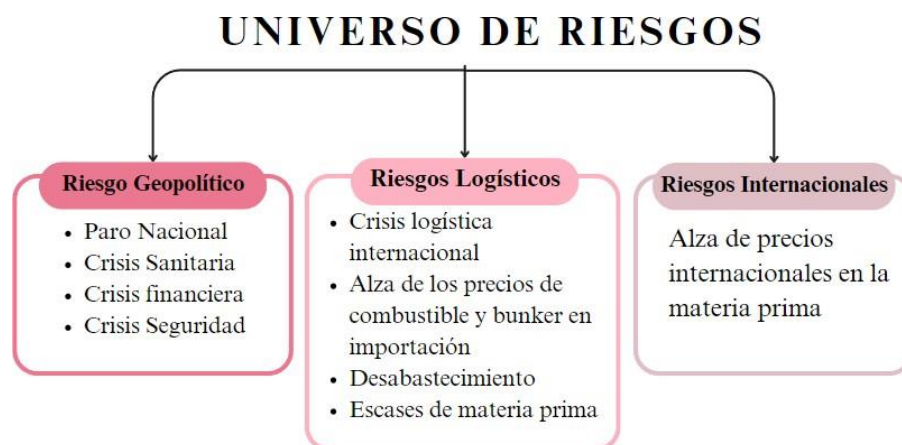 UNIVERSO DE RIESGOS
Riesgo Geopolítico
• Paro Nacional
• Crisis Sanitaria
• Crisis financiera
• Crisis Seguridad
Riesgos Logísticos
• Crisis logística
internacional
• Alza de los precios de
combustible y bunker en
importación
• Desabastecimiento
• Escases de materia prima
Riesgos Internacionales
Alza de precios
internacionales en la
materia prima